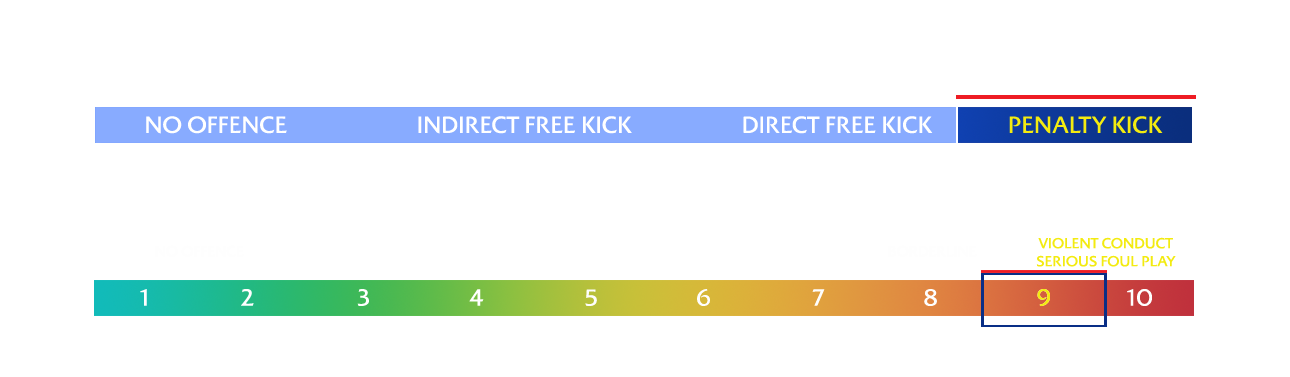 NO OFFENCE INDIRECT FREE KICK DIRECT FREE KICK PENALTY KICK
VIOLENT CONDUCT
SERIOUS FOUL PLAY
1 2 3 4 5 6 7 8 9 10